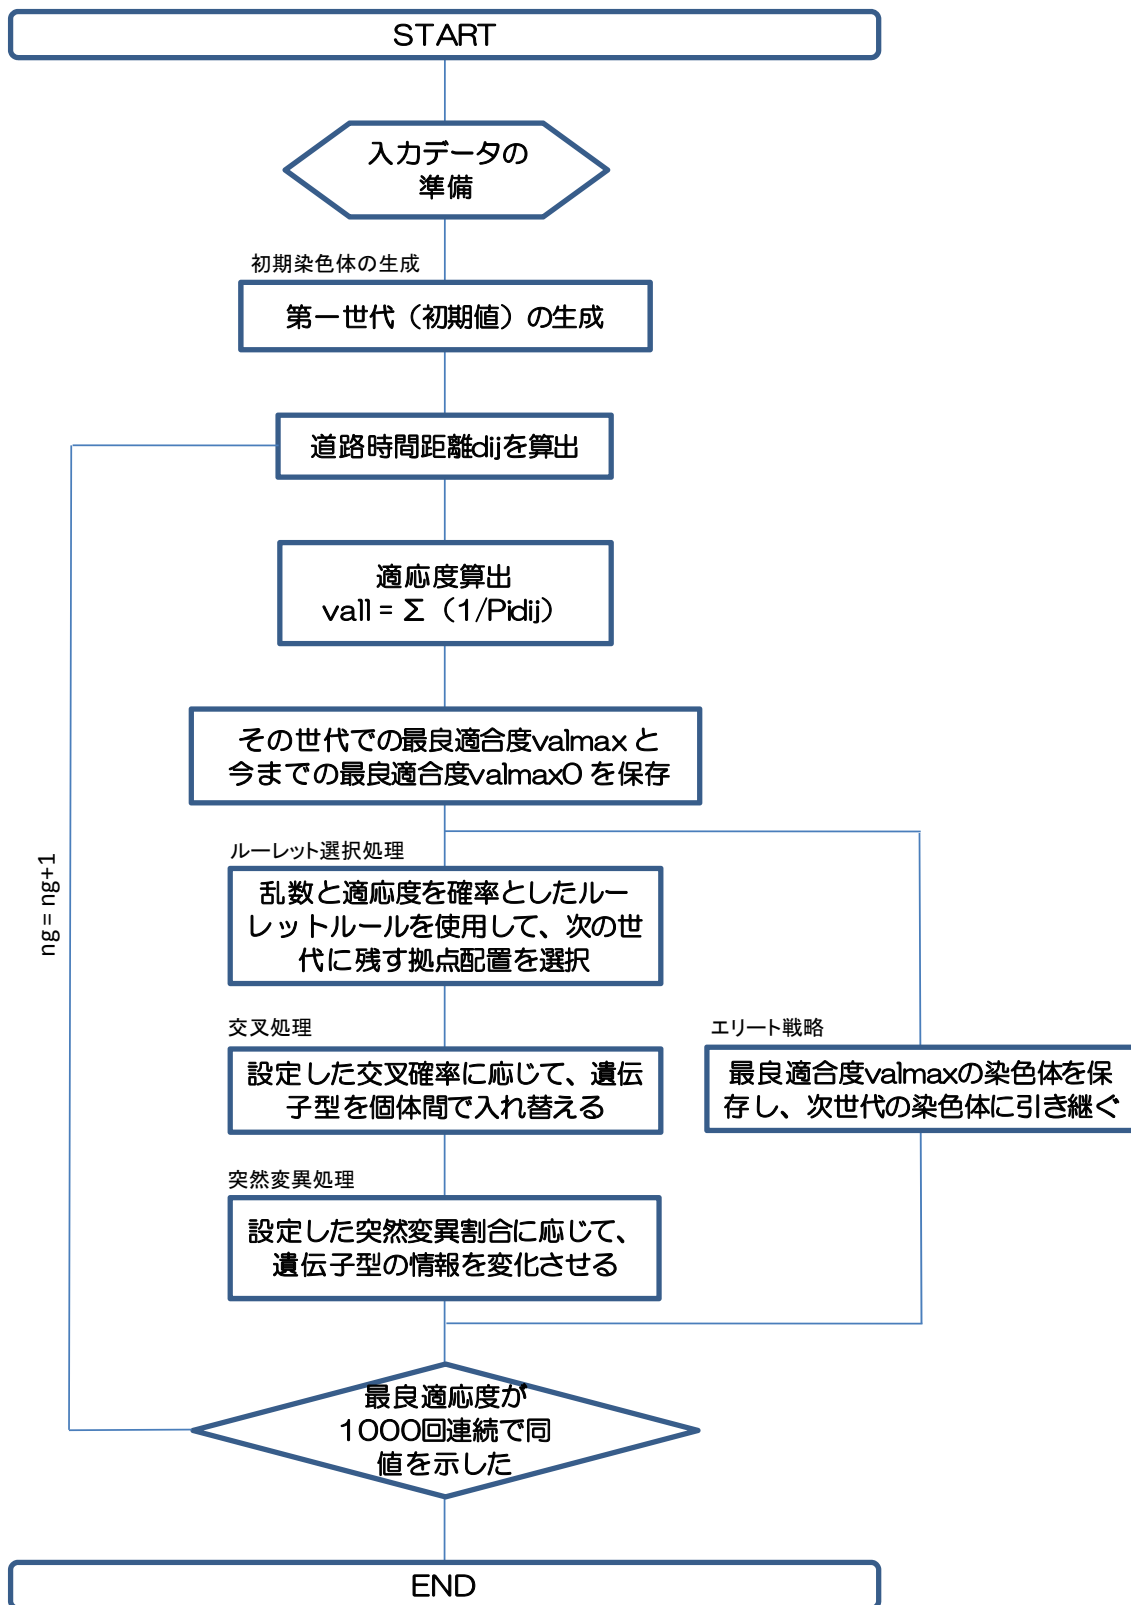 START
入力データの
準備
初期染色体の生成
第一世代（初期値）の生成
道路時間距離dijを算出
適応度算出
vall = Σ（1/Pidij）
その世代での最良適合度valmax と
今までの最良適合度valmax0 を保存
ng = ng+1
ルーレット選択処理
乱数と適応度を確率としたルー
レットルールを使用して、次の世
代に残す拠点配置を選択
交叉処理
設定した交叉確率に応じて、遺伝
子型を個体間で入れ替える
エリート戦略
最良適合度valmaxの染色体を保
存し、次世代の染色体に引き継ぐ
突然変異処理
設定した突然変異割合に応じて、
遺伝子型の情報を変化させる
最良適応度が
1000回連続で同
値を示した
END